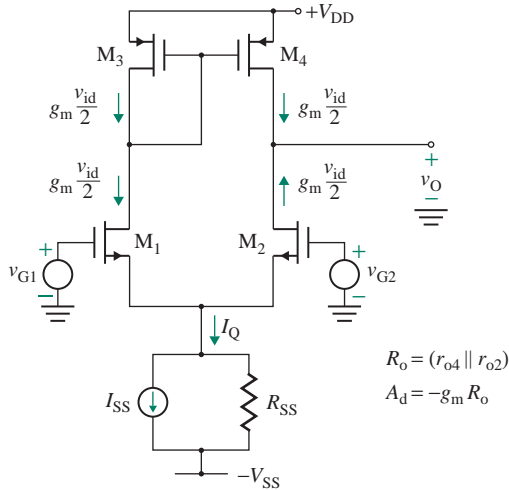 +V_DD
M_3
M_4
g_m v_id/2
g_m v_id/2
g_m v_id/2
g_m v_id/2
+
v_O
−
M_1
M_2
+
v_G1
−
+
v_G2
−
I_Q
I_SS
R_SS
R_o = (r_o4 || r_o2)
A_d = −g_m R_o
−V_SS